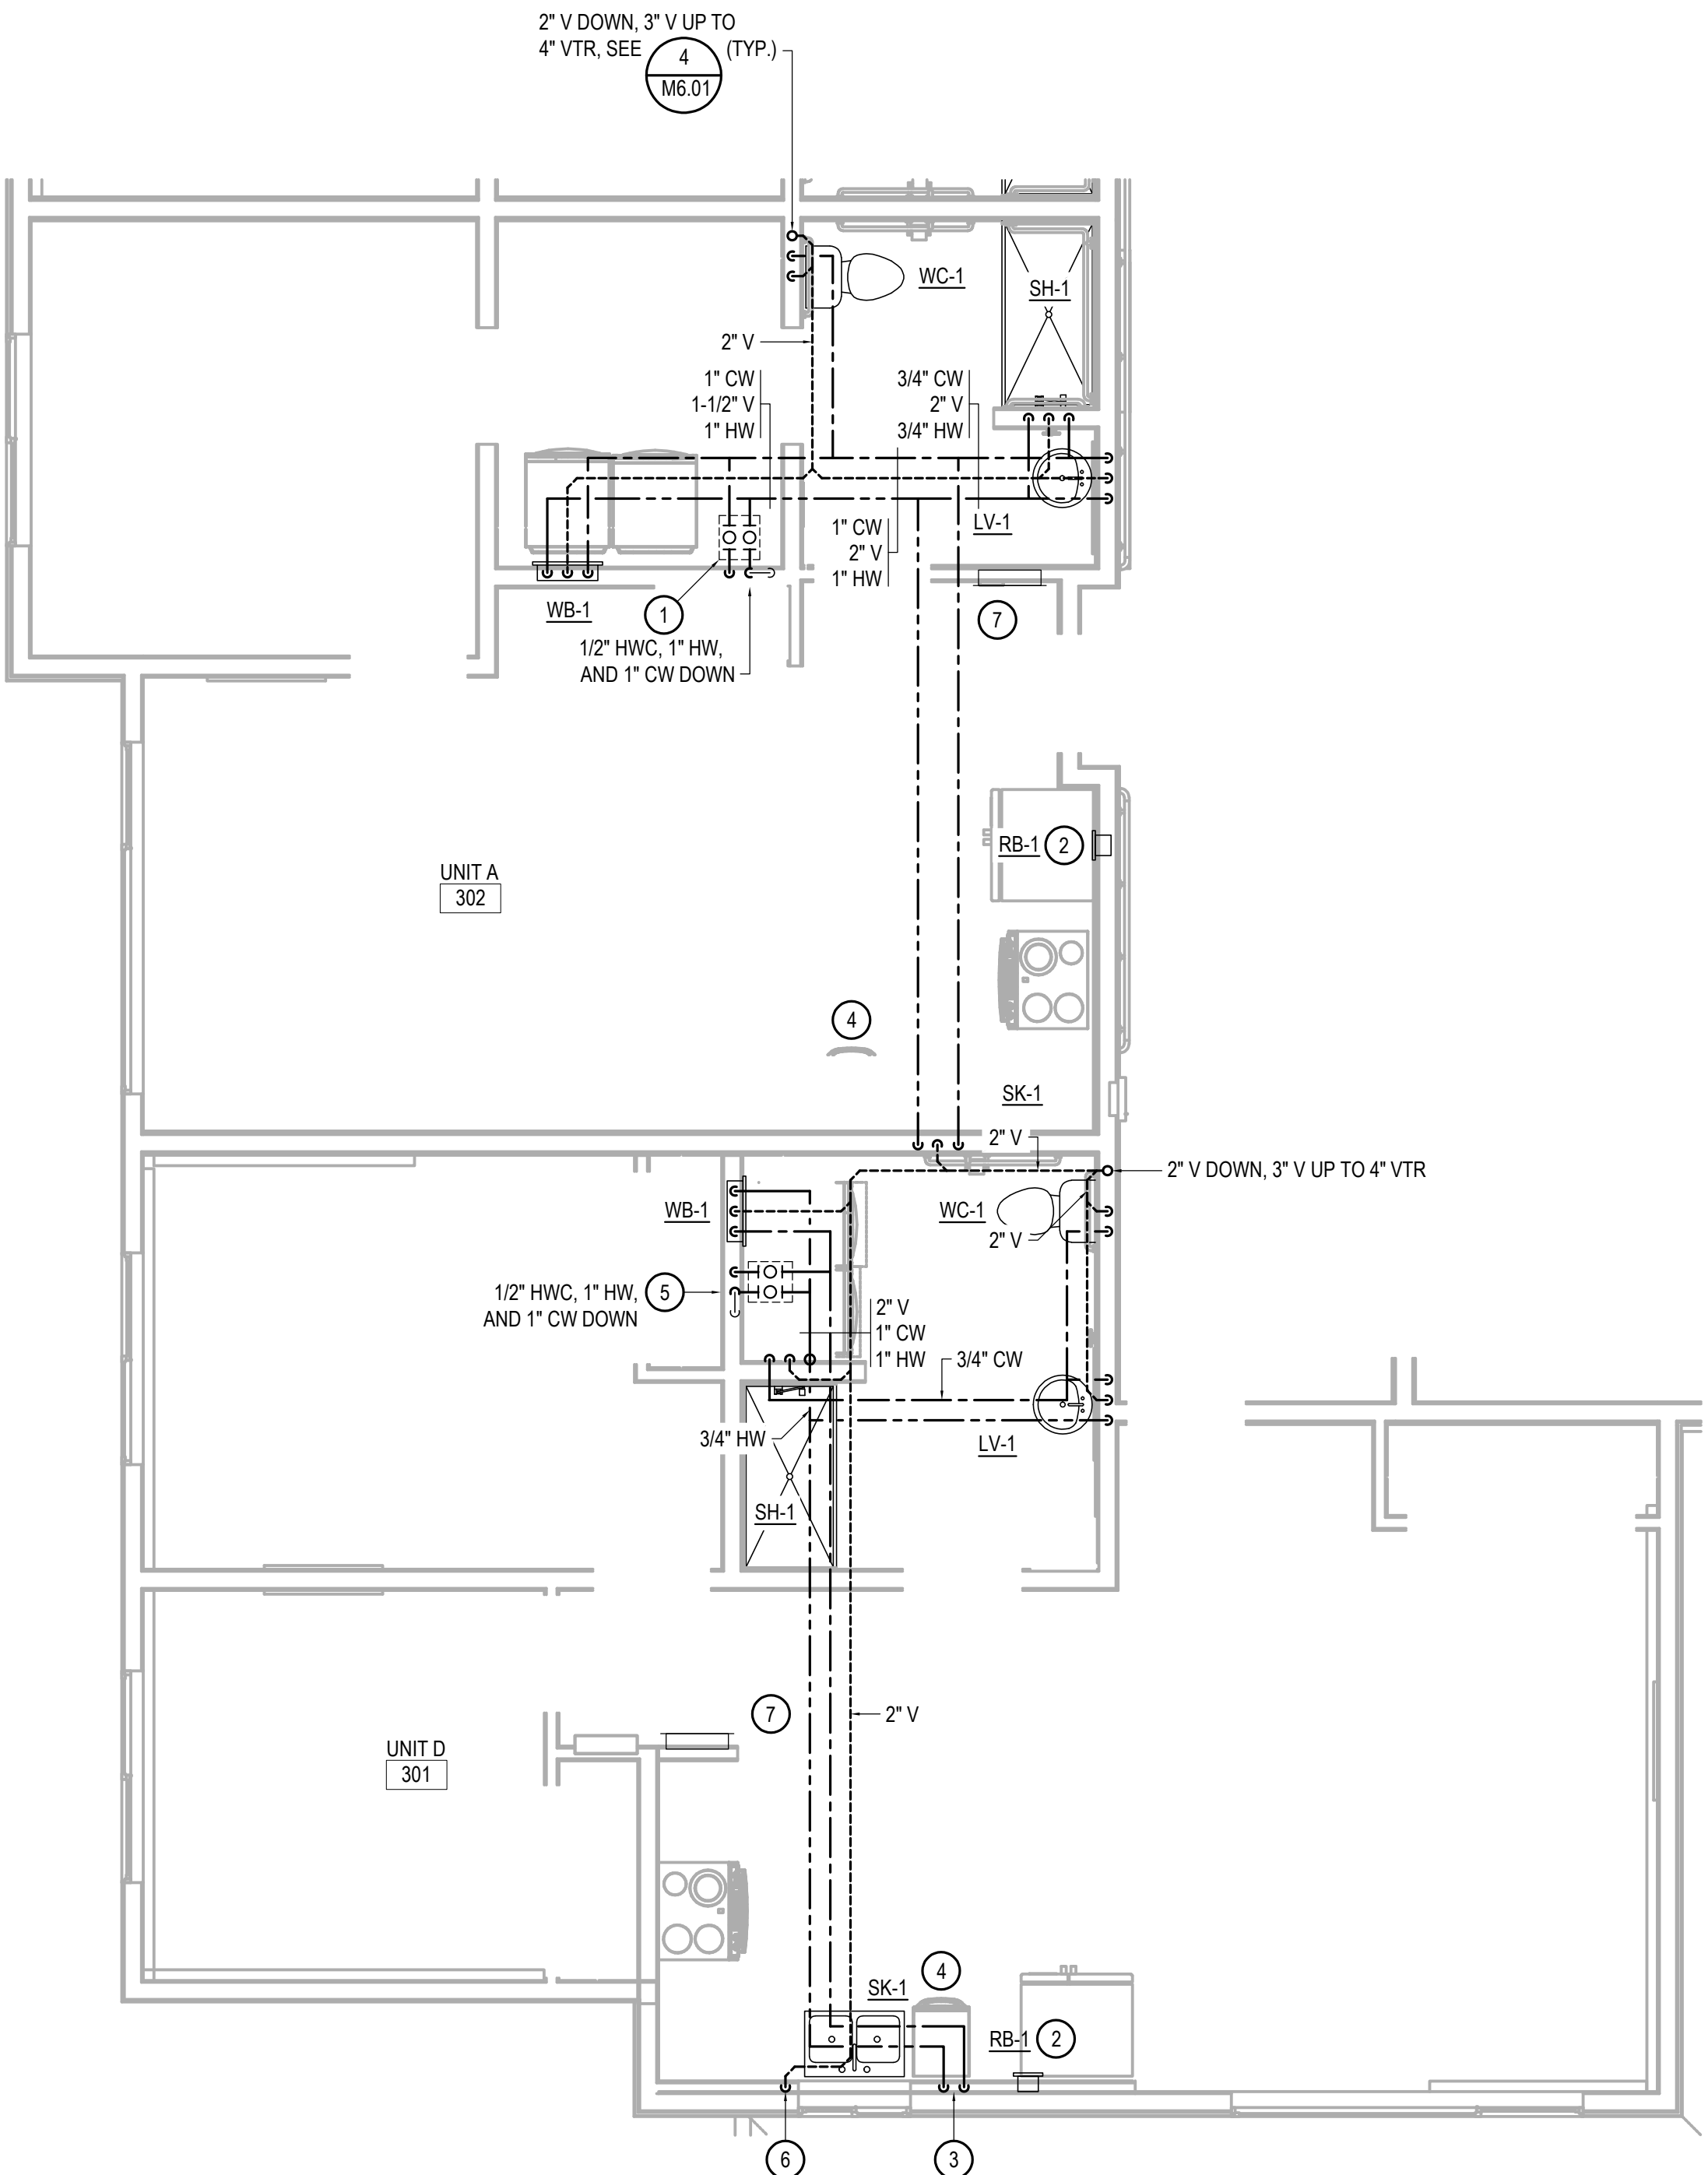 2" V DOWN, 3" V UP TO
4" VTR, SEE 4 (TYP.)
M6.01
WC-1
SH-1
2" V
1" CW
1-1/2" V
1" HW
3/4" CW
2" V
3/4" HW
1" CW
2" V
1" HW
LV-1
WB-1
1
7
1/2" HWC, 1" HW,
AND 1" CW DOWN
RB-1 2
UNIT A
302
4
SK-1
2" V
2" V DOWN, 3" V UP TO 4" VTR
WB-1
WC-1
2" V
1/2" HWC, 1" HW, 5
AND 1" CW DOWN
2" V
1" CW
1" HW
3/4" CW
3/4" HW
LV-1
SH-1
7
2" V
UNIT D
301
4
SK-1
RB-1 2
6
3